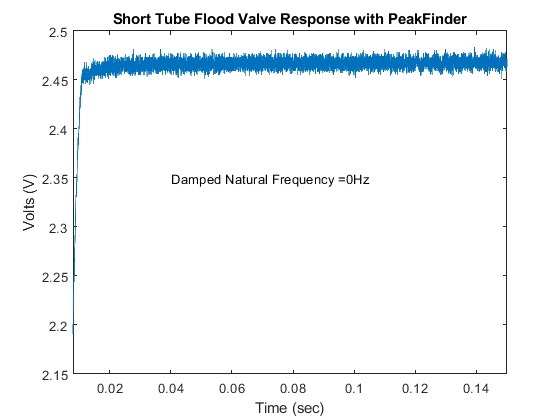 Short Tube Flood Valve Response with PeakFinder
2.5
2.45
2.4
2.35
2.3
2.25
2.2
2.15
Volts (V)
Damped Natural Frequency =0Hz
0.02 0.04 0.06 0.08 0.1 0.12 0.14
Time (sec)